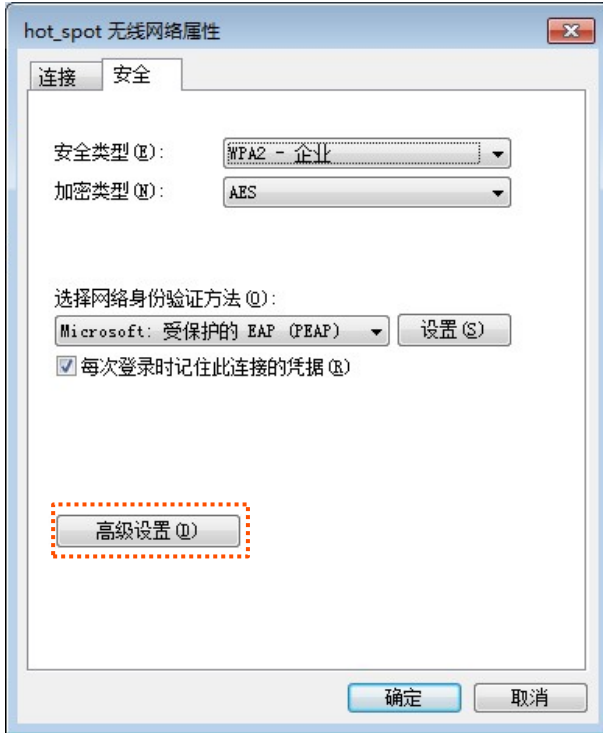 hot_spot 无线网络属性
连接 安全
安全类型(E): WPA2 - 企业
加密类型(N): AES
选择网络身份验证方法(O):
Microsoft: 受保护的 EAP (PEAP) 设置(S)
每次登录时记住此连接的凭据(R)
高级设置(D)
确定 取消